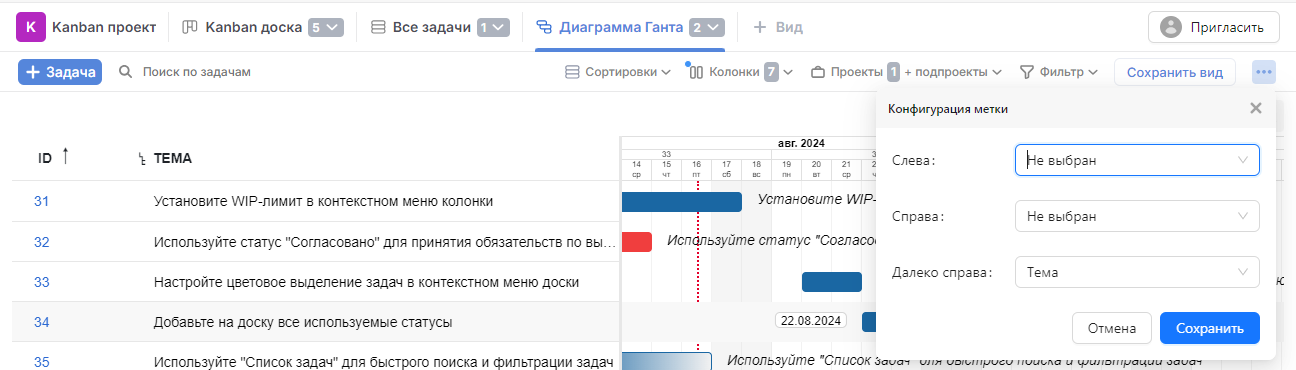 K Kanban проект Kanban доска 5 Все задачи 1 Диаграмма Ганта 2 + Вид Пригласить
+ Задача Поиск по задачам Сортировки Колонки 7 Проекты 1 + подпроекты Фильтр Сохранить вид ...
Конфигурация метки
Слева: Не выбран
Справа: Не выбран
Далеко справа: Тема
Отмена Сохранить
ID ТЕМА
авг. 2024
33
14 15 16 17 18 19 20 21
ср чт пт сб вс пн вт ср
31 Установите WIP-лимит в контекстном меню колонки Установите WIP-
32 Используйте статус "Согласовано" для принятия обязательств по вы... Используйте статус "Согласо
33 Настройте цветовое выделение задач в контекстном меню доски
34 Добавьте на доску все используемые статусы 22.08.2024
35 Используйте "Список задач" для быстрого поиска и фильтрации задач Используйте "Список задач" для быстрого поиска и фильтрации задач